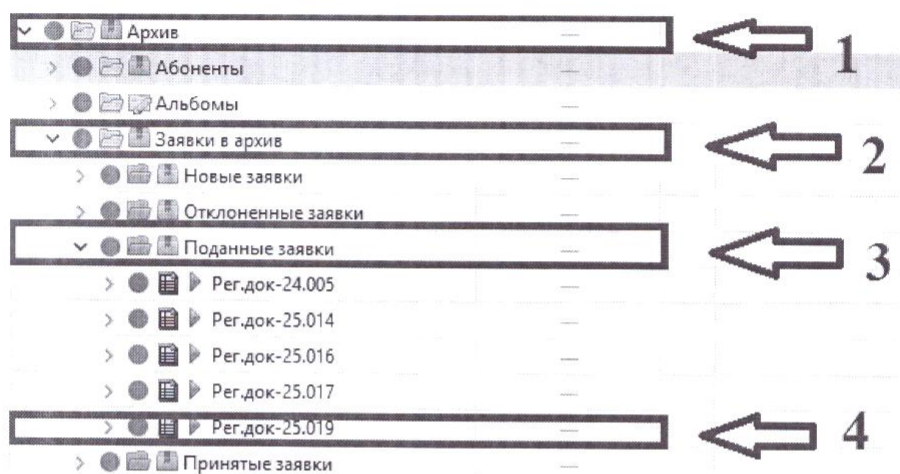 Архив
1
Абоненты
Альбомы
Заявки в архив
2
Новые заявки
Отклоненные заявки
Поданные заявки
3
Рег.док-24.005
Рег.док-25.014
Рег.док-25.016
Рег.док-25.017
Рег.док-25.019
4
Принятые заявки